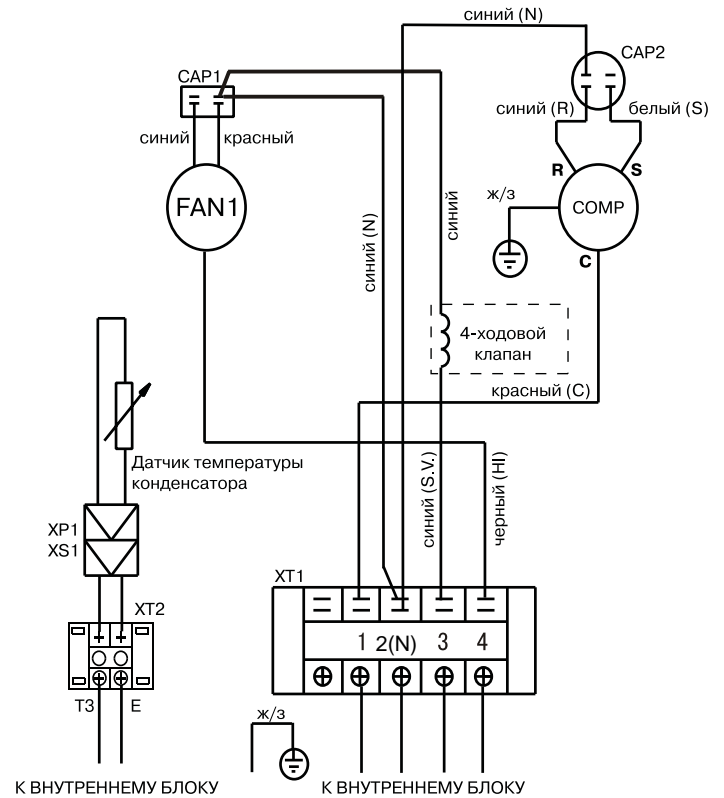 синий (N)
CAP2
CAP1
синий (R)
белый (S)
синий
красный
R
S
ж/з
FAN1
COMP
синий (N)
синий
C
4-ходовой
клапан
красный (C)
Датчик температуры
конденсатора
синий (S.V.)
черный (HI)
XP1
XS1
XT1
XT2
1
2(N)
3
4
T3
E
ж/з
К ВНУТРЕННЕМУ БЛОКУ
К ВНУТРЕННЕМУ БЛОКУ